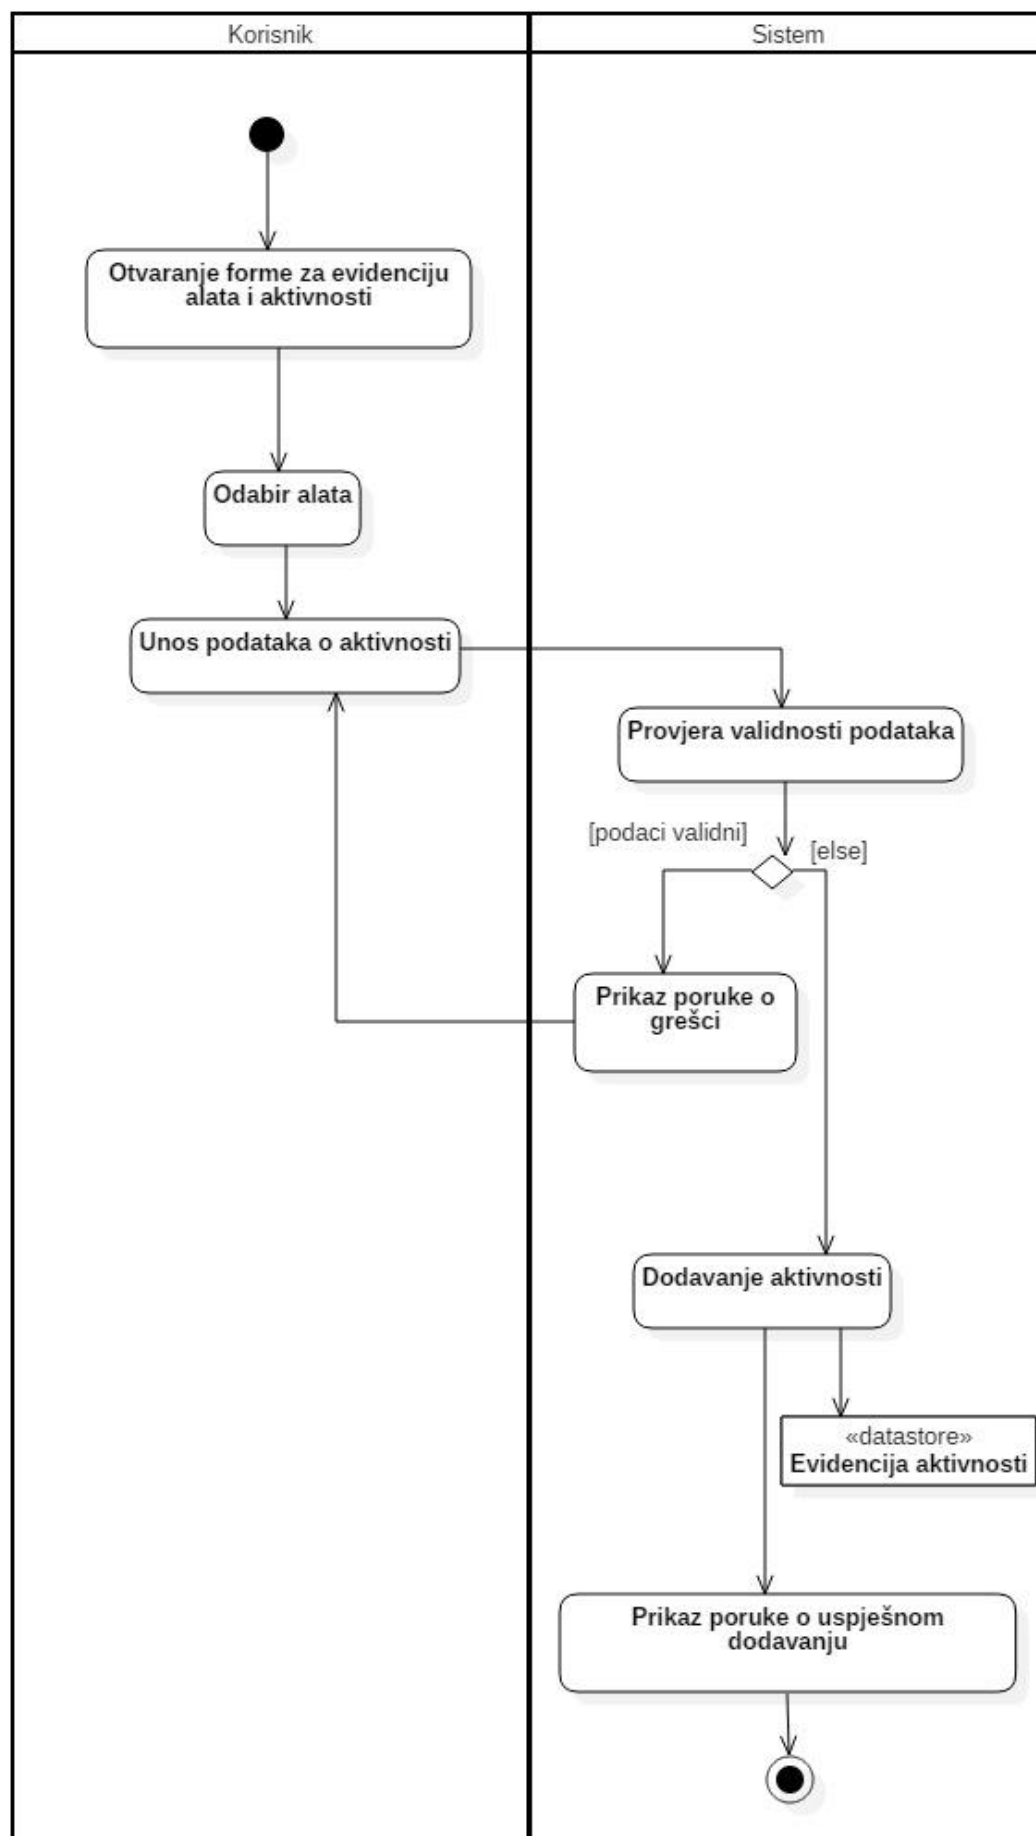 Korisnik
Sistem
Otvaranje forme za evidenciju
alata i aktivnosti
Odabir alata
Unos podataka o aktivnosti
Provjera validnosti podataka
[podaci validni]
[else]
Prikaz poruke o
grešci
Dodavanje aktivnosti
«datastore»
Evidencija aktivnosti
Prikaz poruke o uspješnom
dodavanju